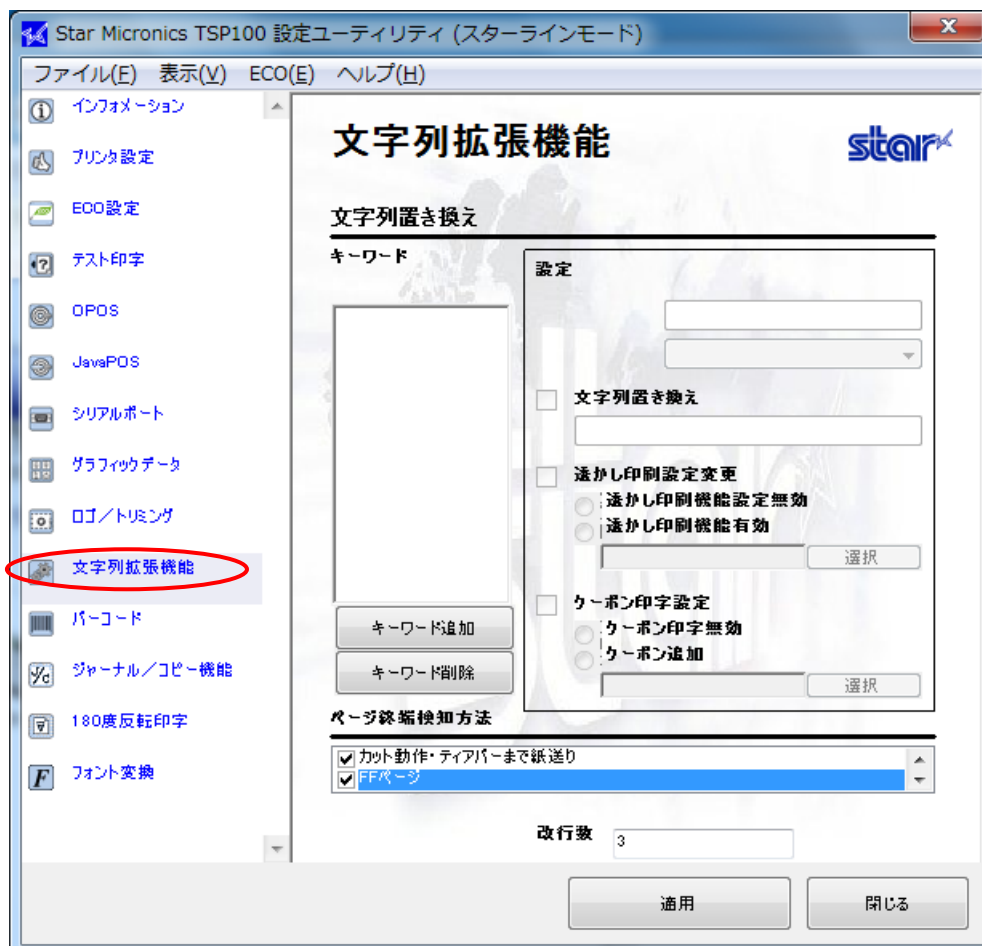 Star Micronics TSP100 設定ユーティリティ (スターラインモード)
ファイル(F) 表示(V) ECO(E) ヘルプ(H)
インフォメーション
プリンタ設定
ECO設定
テスト印字
OPOS
JavaPOS
シリアルポート
グラフィックデータ
ロゴ/トリミング
文字列拡張機能
バーコード
ジャーナル/コピー機能
180度反転印字
フォント変換
文字列拡張機能
star
文字列置き換え
キーワード
キーワード追加
キーワード削除
設定
文字列置き換え
透かし印刷設定変更
透かし印刷機能設定無効
透かし印刷機能有効
選択
クーポン印字設定
クーポン印字無効
クーポン追加
選択
ページ終端検知方法
カット動作・ティアバーまで紙送り
FFページ
改行数 3
適用 閉じる